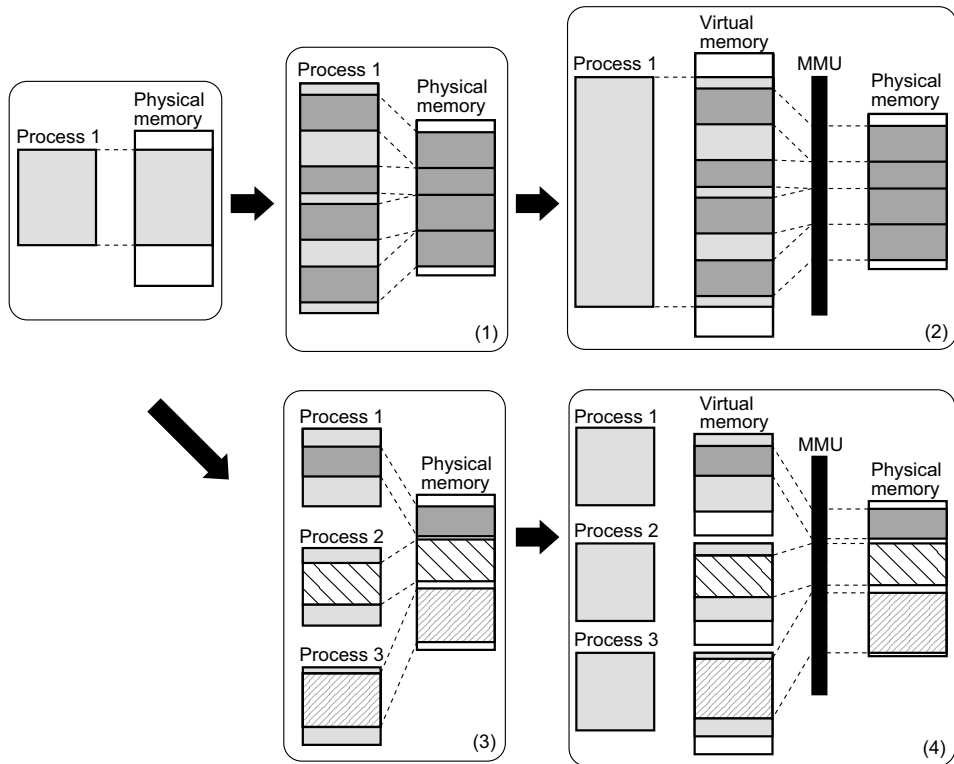 Process 1
Physical
memory
Process 1
Physical
memory
(1)
Process 1
Virtual
memory
MMU
Physical
memory
(2)
Process 1
Process 2
Process 3
Physical
memory
(3)
Process 1
Process 2
Process 3
Virtual
memory
MMU
Physical
memory
(4)